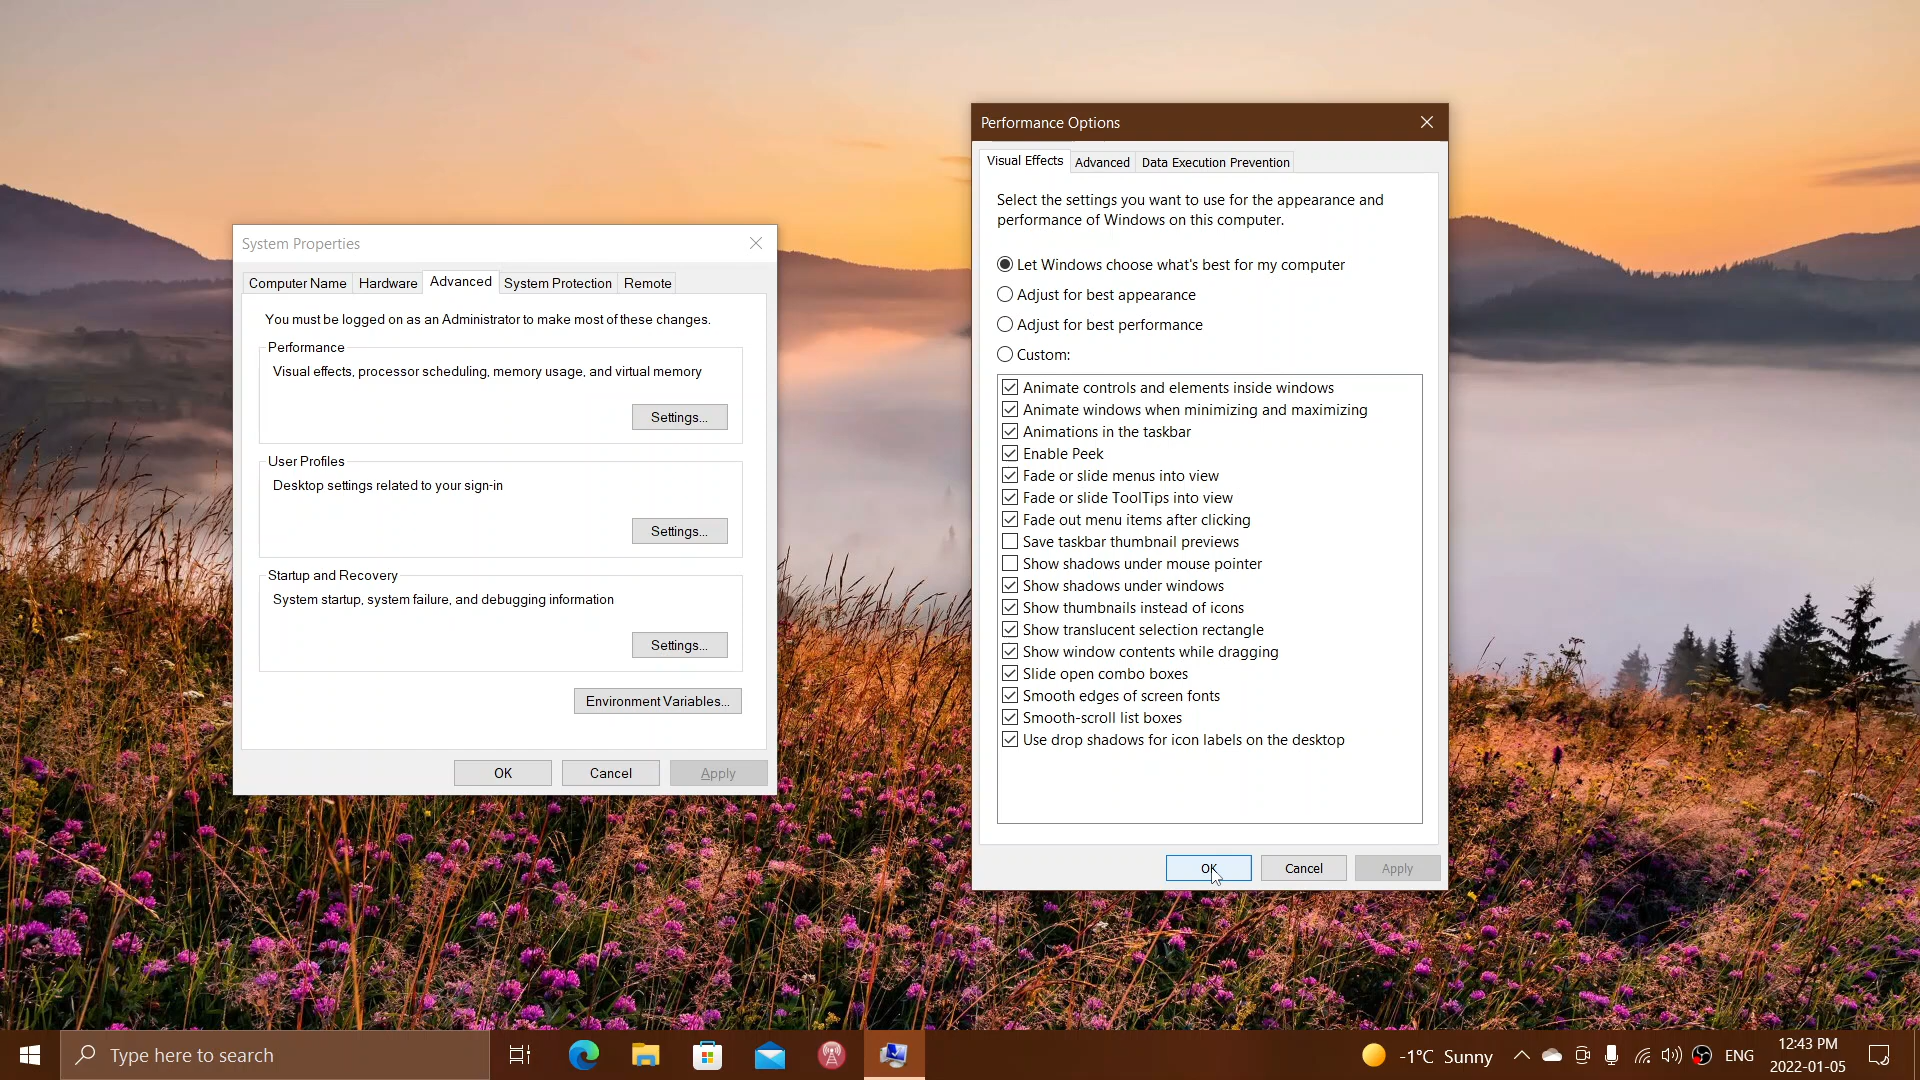 System Properties
Computer Name
Hardware
Advanced
System Protection
Remote
You must be logged on as an Administrator to make most of these changes.
Performance
Visual effects, processor scheduling, memory usage, and virtual memory
Settings...
User Profiles
Desktop settings related to your sign-in
Settings...
Startup and Recovery
System startup, system failure, and debugging information
Settings...
Environment Variables...
OK
Cancel
Apply
Performance Options
Visual Effects
Advanced
Data Execution Prevention
Select the settings you want to use for the appearance and
performance of Windows on this computer.
Let Windows choose what's best for my computer
Adjust for best appearance
Adjust for best performance
Custom:
Animate controls and elements inside windows
Animate windows when minimizing and maximizing
Animations in the taskbar
Enable Peek
Fade or slide menus into view
Fade or slide ToolTips into view
Fade out menu items after clicking
Save taskbar thumbnail previews
Show shadows under mouse pointer
Show shadows under windows
Show thumbnails instead of icons
Show translucent selection rectangle
Show window contents while dragging
Slide open combo boxes
Smooth edges of screen fonts
Smooth-scroll list boxes
Use drop shadows for icon labels on the desktop
OK
Cancel
Apply
Type here to search
-1°C Sunny
ENG
12:43 PM
2022-01-05